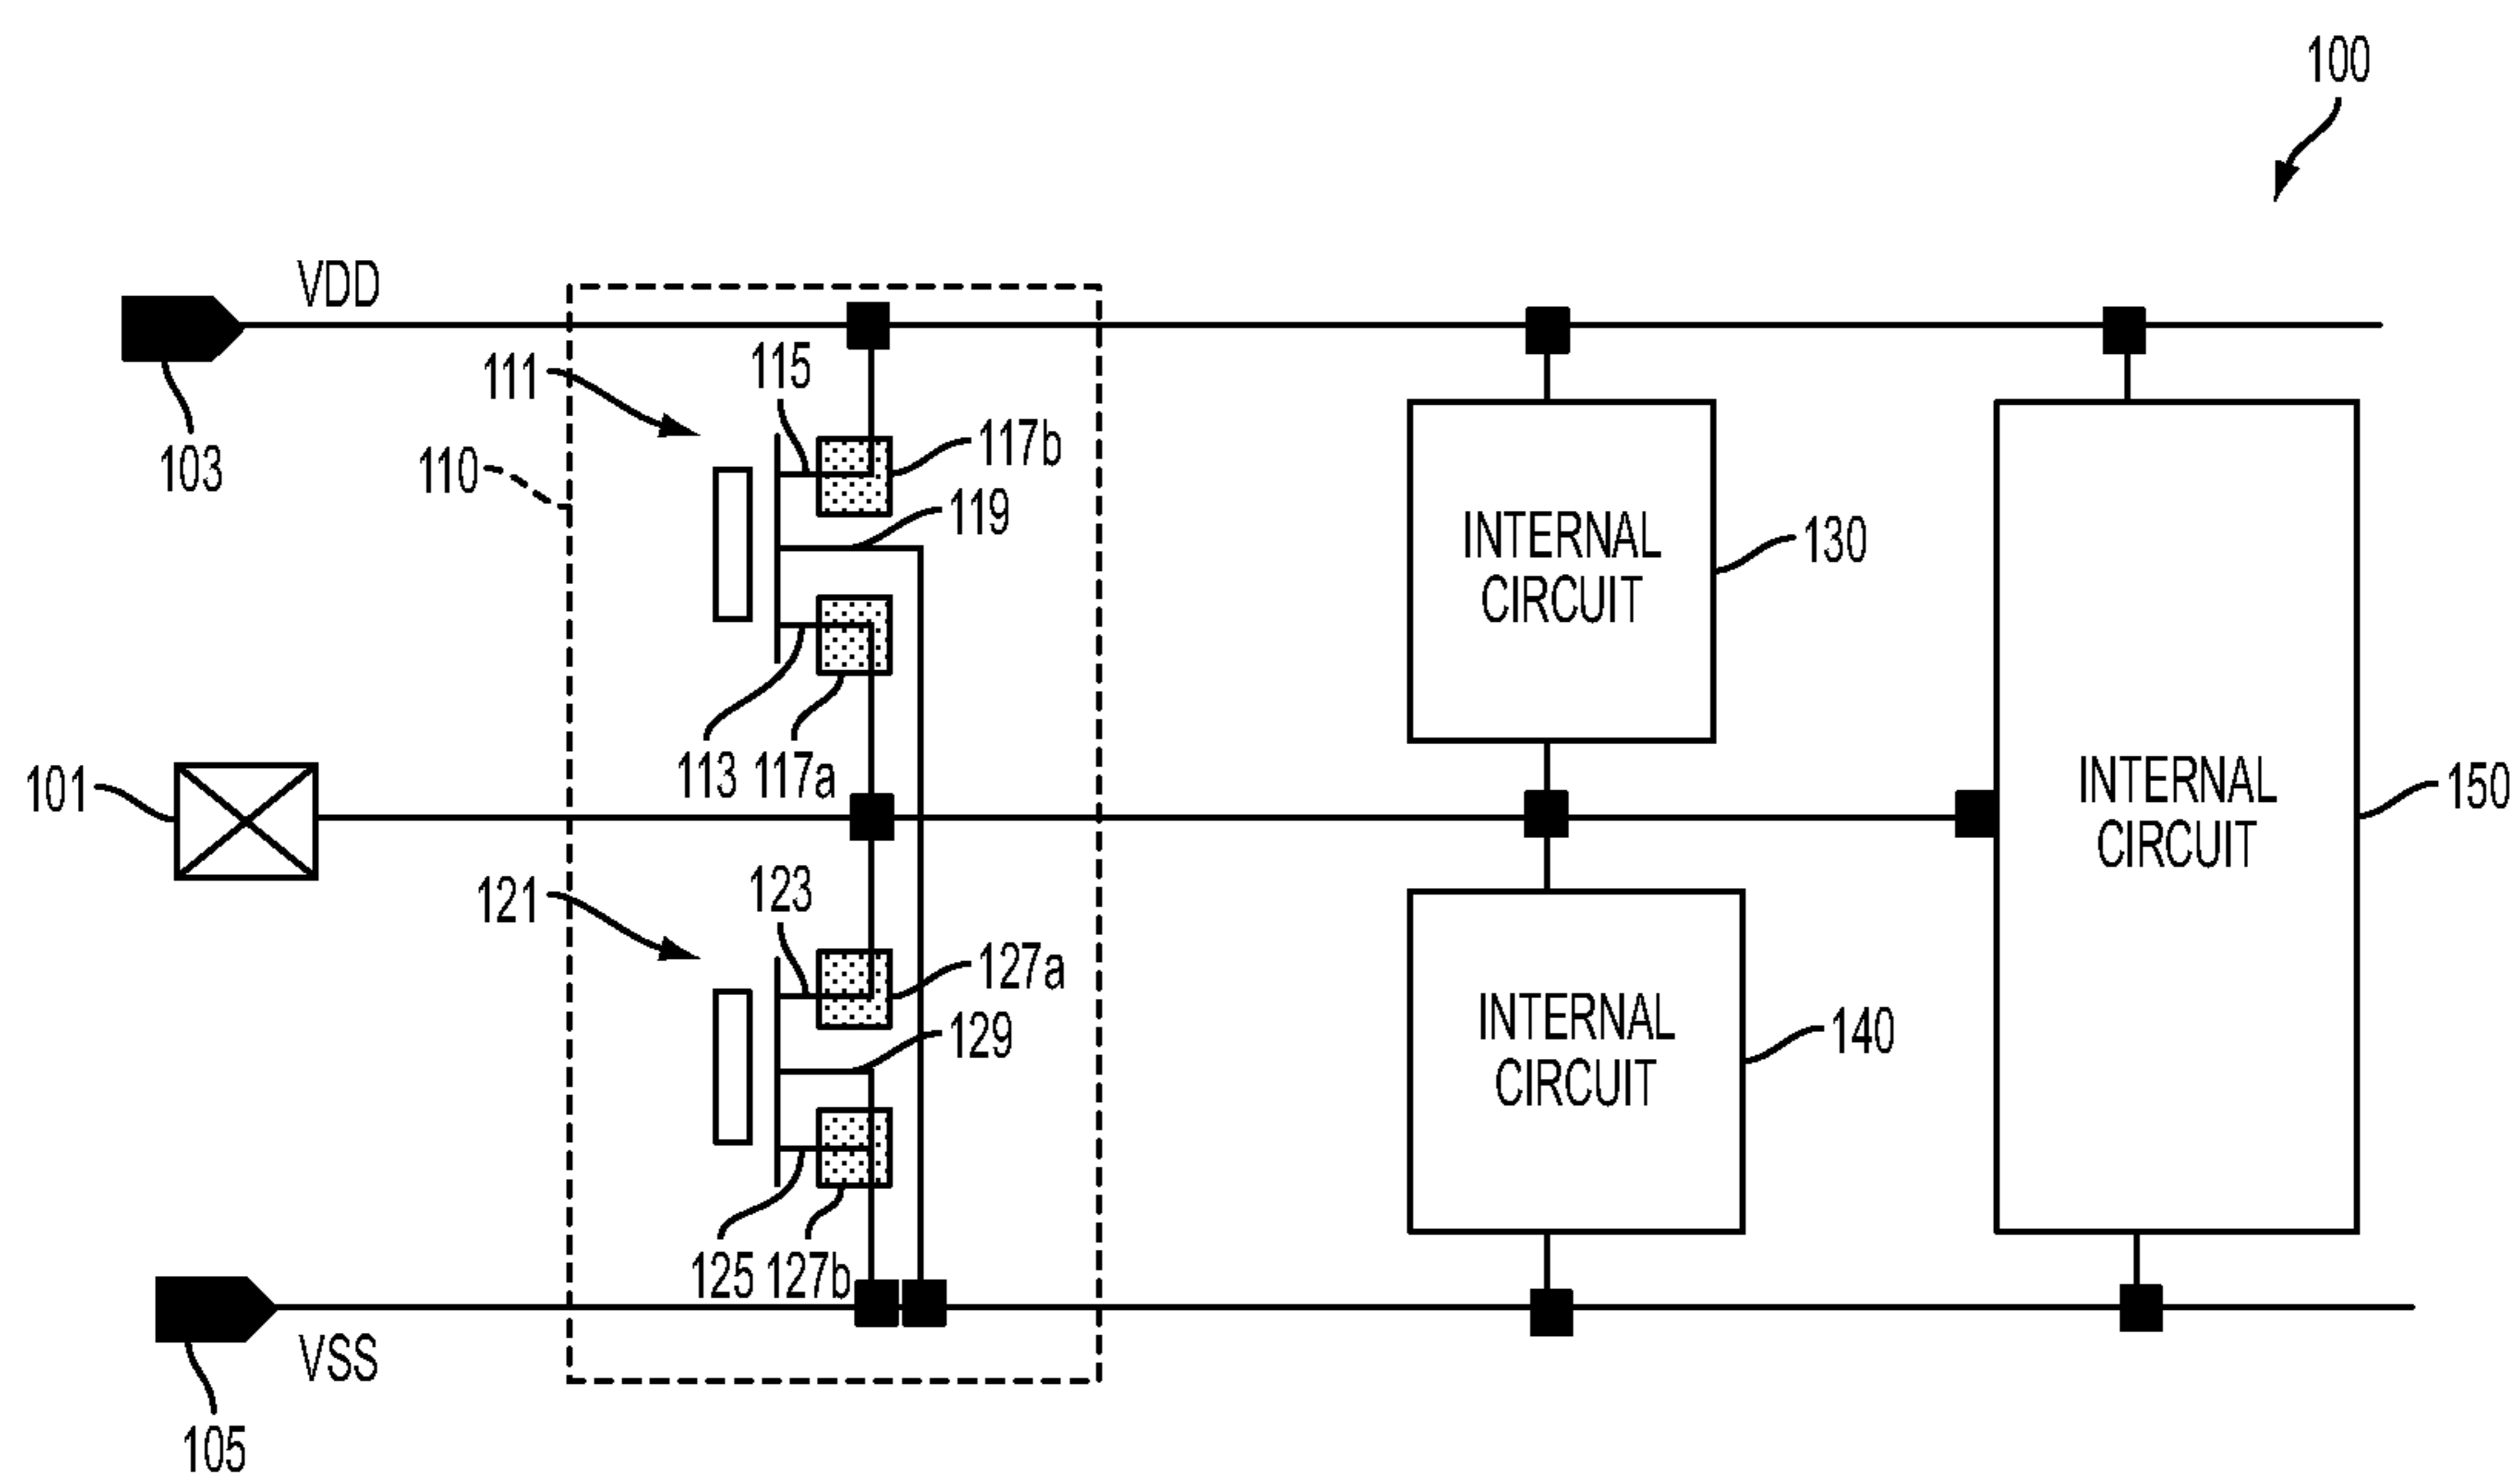 100
VDD
103
111
115
110
117b
119
113
117a
INTERNAL
CIRCUIT
130
101
INTERNAL
CIRCUIT
150
121
123
127a
129
INTERNAL
CIRCUIT
140
125
127b
VSS
105